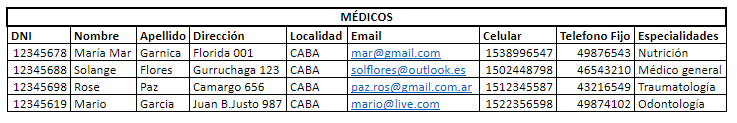 MÉDICOS
DNI Nombre Apellido Dirección Localidad Email Celular Telefono Fijo Especialidades
12345678 María Mar Garnica Florida 001 CABA mar@gmail.com 1538996547 49876543 Nutrición
12345688 Solange Flores Gurruchaga 123 CABA solflores@outlook.es 1502448798 46543210 Médico general
12345698 Rose Paz Camargo 656 CABA paz.ros@gmail.com.ar 1512345587 43216549 Traumatología
12345619 Mario Garcia Juan B.Justo 987 CABA mario@live.com 1522356598 49874102 Odontología